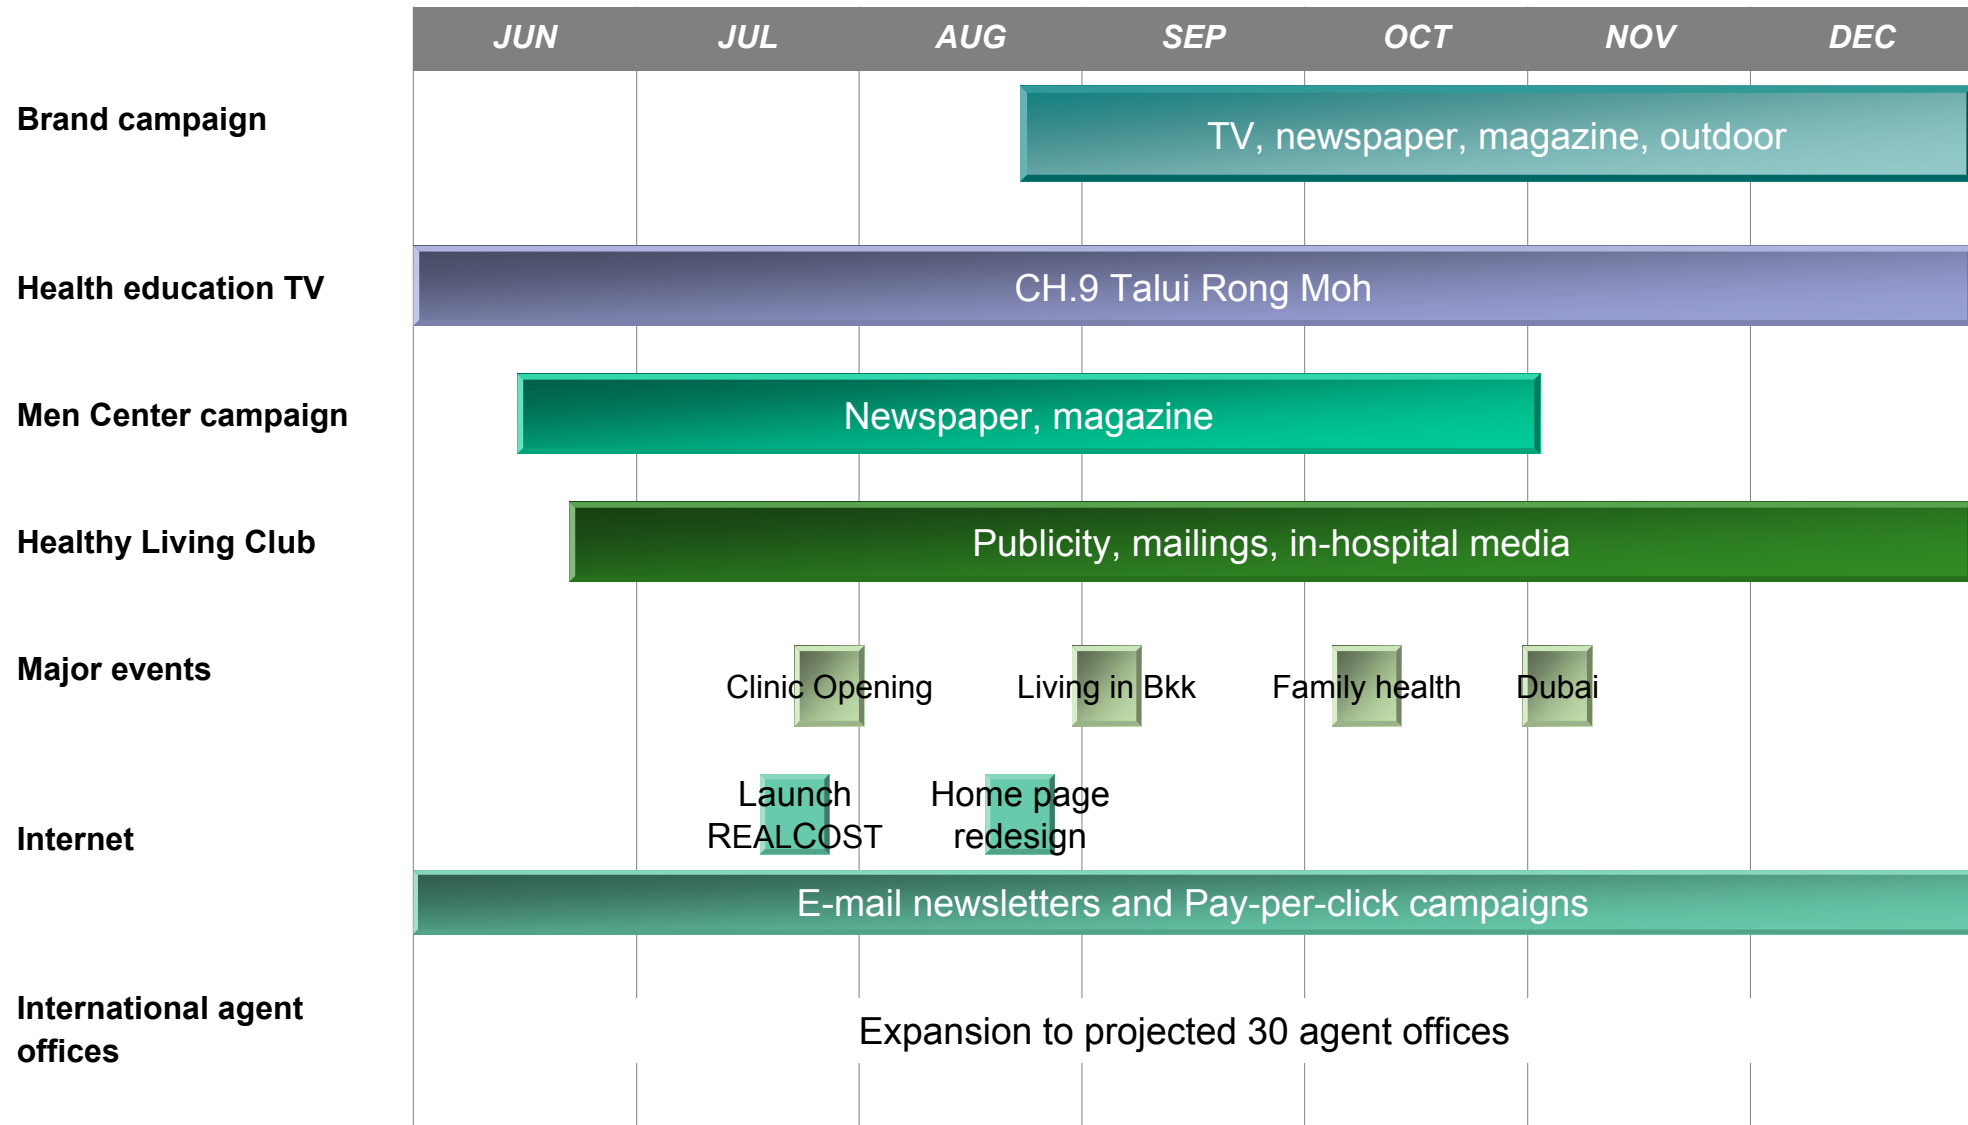 JUN JUL AUG SEP OCT NOV DEC
Brand campaign
TV, newspaper, magazine, outdoor
Health education TV
CH.9 Talui Rong Moh
Men Center campaign
Newspaper, magazine
Healthy Living Club
Publicity, mailings, in-hospital media
Major events
Clinic Opening
Living in Bkk
Family health
Dubai
Internet
Launch
REALCOST
Home page
redesign
E-mail newsletters and Pay-per-click campaigns
International agent
offices
Expansion to projected 30 agent offices